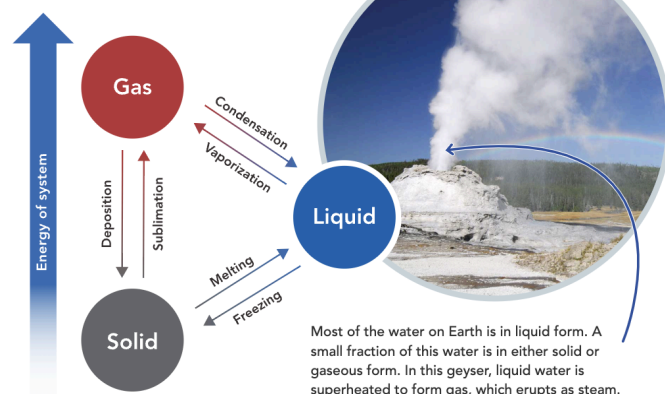 Energy of system
Gas
Condensation
Vaporization
Deposition
Sublimation
Liquid
Melting
Freezing
Solid
Most of the water on Earth is in liquid form. A
small fraction of this water is in either solid or
gaseous form. In this geyser, liquid water is
superheated to form gas, which erupts as steam.